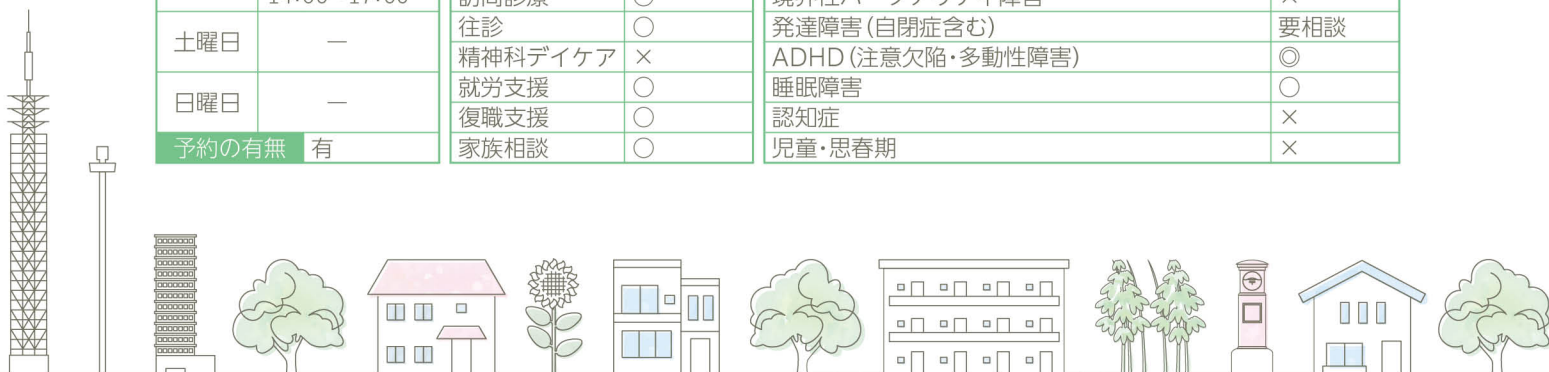 土曜日 —
日曜日 —
予約の有無 有
往診 ○
精神科デイケア ×
就労支援 ○
復職支援 ○
家族相談 ○
発達障害(自閉症含む) 要相談
ADHD(注意欠陥・多動性障害) ◎
睡眠障害 ○
認知症 ×
児童・思春期 ×